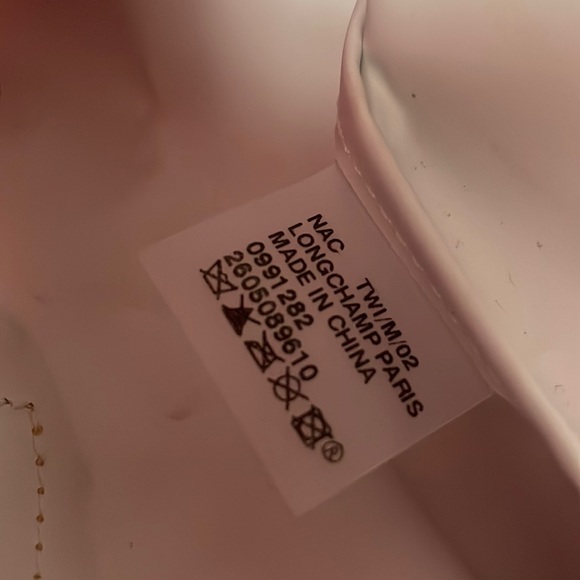 NAC TWI/M/02
LONGCHAMP PARIS
MADE IN CHINA
0991282
2605089610
®